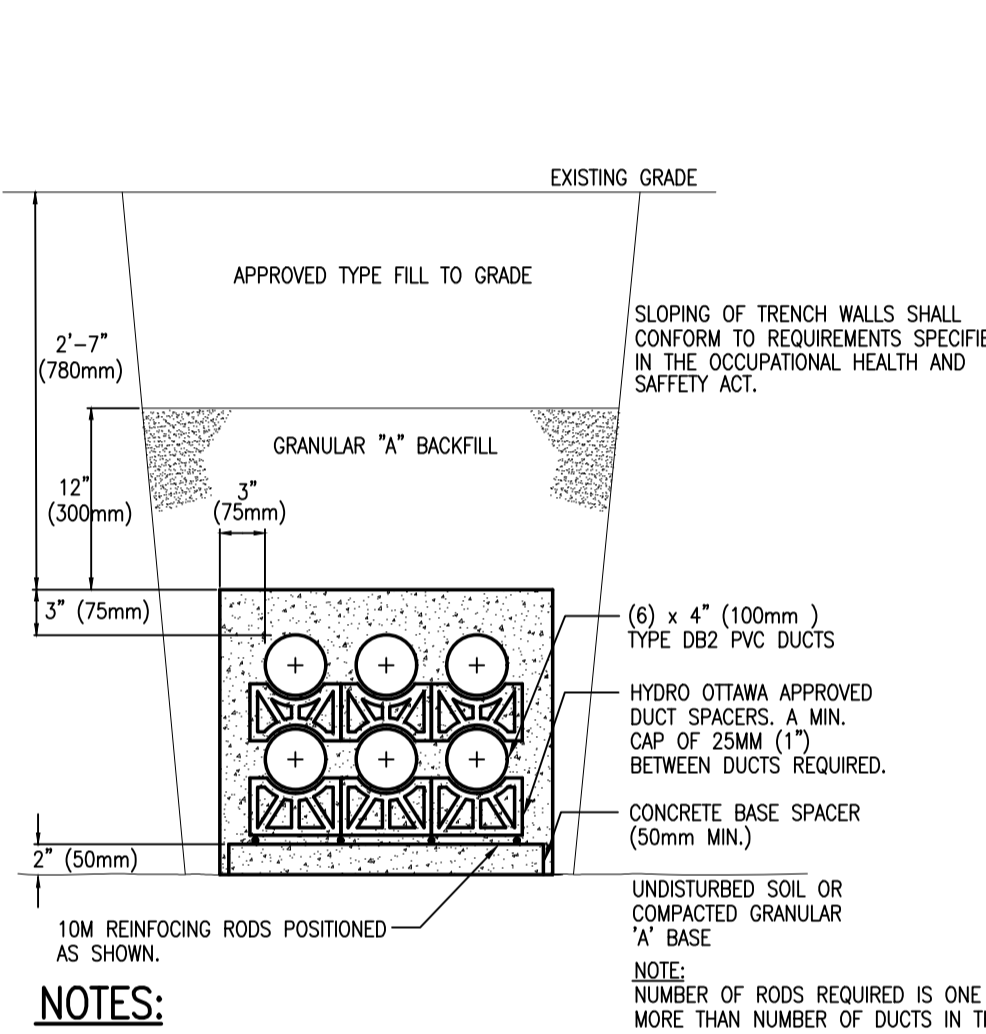 EXISTING GRADE
APPROVED TYPE FILL TO GRADE
SLOPING OF TRENCH WALLS SHALL
CONFORM TO REQUIREMENTS SPECIFIE
IN THE OCCUPATIONAL HEALTH AND
SAFFETY ACT.
2'-7"
(780mm)
GRANULAR "A" BACKFILL
12"
(300mm)
3"
(75mm)
3" (75mm)
(6) x 4" (100mm )
TYPE DB2 PVC DUCTS
HYDRO OTTAWA APPROVED
DUCT SPACERS. A MIN.
CAP OF 25MM (1")
BETWEEN DUCTS REQUIRED.
CONCRETE BASE SPACER
(50mm MIN.)
2" (50mm)
UNDISTURBED SOIL OR
COMPACTED GRANULAR
'A' BASE
10M REINFOCING RODS POSITIONED
AS SHOWN.
NOTE:
NUMBER OF RODS REQUIRED IS ONE
MORE THAN NUMBER OF DUCTS IN
NOTES: